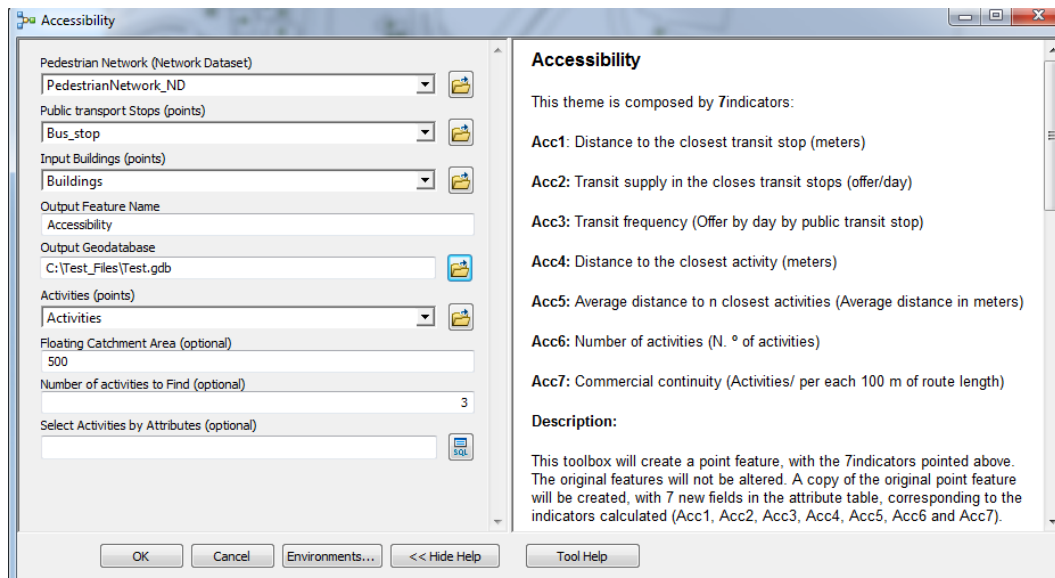 Accessibility
Pedestrian Network (Network Dataset)
PedestrianNetwork_ND
Public transport Stops (points)
Bus_stop
Input Buildings (points)
Buildings
Output Feature Name
Accessibility
Output Geodatabase
C:\Test_Files\Test.gdb
Activities (points)
Activities
Floating Catchment Area (optional)
500
Number of activities to Find (optional)
3
Select Activities by Attributes (optional)
SQL
Accessibility
This theme is composed by 7indicators:
Acc1: Distance to the closest transit stop (meters)
Acc2: Transit supply in the closes transit stops (offer/day)
Acc3: Transit frequency (Offer by day by public transit stop)
Acc4: Distance to the closest activity (meters)
Acc5: Average distance to n closest activities (Average distance in meters)
Acc6: Number of activities (N. º of activities)
Acc7: Commercial continuity (Activities/ per each 100 m of route length)
Description:
This toolbox will create a point feature, with the 7indicators pointed above.
The original features will not be altered. A copy of the original point feature
will be created, with 7 new fields in the attribute table, corresponding to the
indicators calculated (Acc1, Acc2, Acc3, Acc4, Acc5, Acc6 and Acc7).
OK
Cancel
Environments...
<< Hide Help
Tool Help